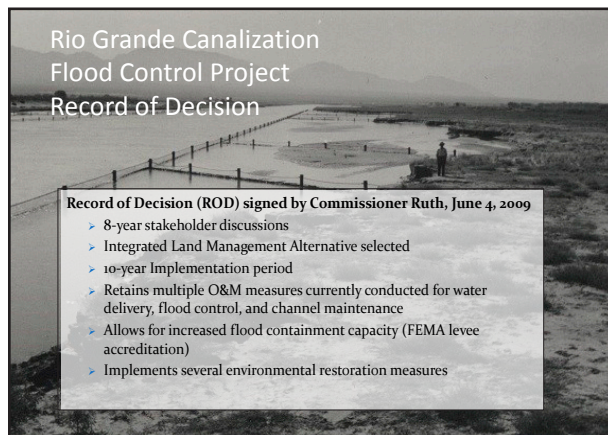 Rio Grande Canalization
Flood Control Project
Record of Decision
Record of Decision (ROD) signed by Commissioner Ruth, June 4, 2009
➢ 8-year stakeholder discussions
➢ Integrated Land Management Alternative selected
➢ 10-year Implementation period
➢ Retains multiple O&M measures currently conducted for water
delivery, flood control, and channel maintenance
➢ Allows for increased flood containment capacity (FEMA levee
accreditation)
➢ Implements several environmental restoration measures